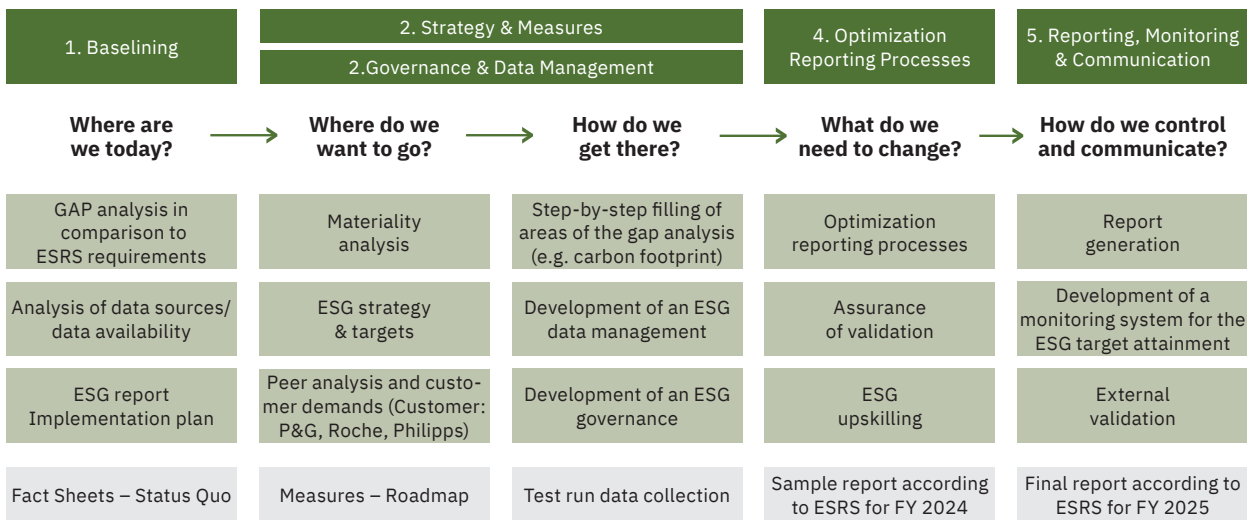 1. Baselining
2. Strategy & Measures
2.Governance & Data Management
4. Optimization
Reporting Processes
5. Reporting, Monitoring
& Communication
Where are
we today?
Where do we
want to go?
How do we
get there?
What do we
need to change?
How do we control
and communicate?
GAP analysis in
comparison to
ESRS requirements
Materiality
analysis
Step-by-step filling of
areas of the gap analysis
(e.g. carbon footprint)
Optimization
reporting processes
Report
generation
Analysis of data sources/
data availability
ESG strategy
& targets
Development of an ESG
data management
Assurance
of validation
Development of a
monitoring system for the
ESG target attainment
ESG report
Implementation plan
Peer analysis and custo-
mer demands (Customer:
P&G, Roche, Philipps)
Development of an ESG
governance
ESG
upskilling
External
validation
Fact Sheets – Status Quo
Measures – Roadmap
Test run data collection
Sample report according
to ESRS for FY 2024
Final report according to
ESRS for FY 2025